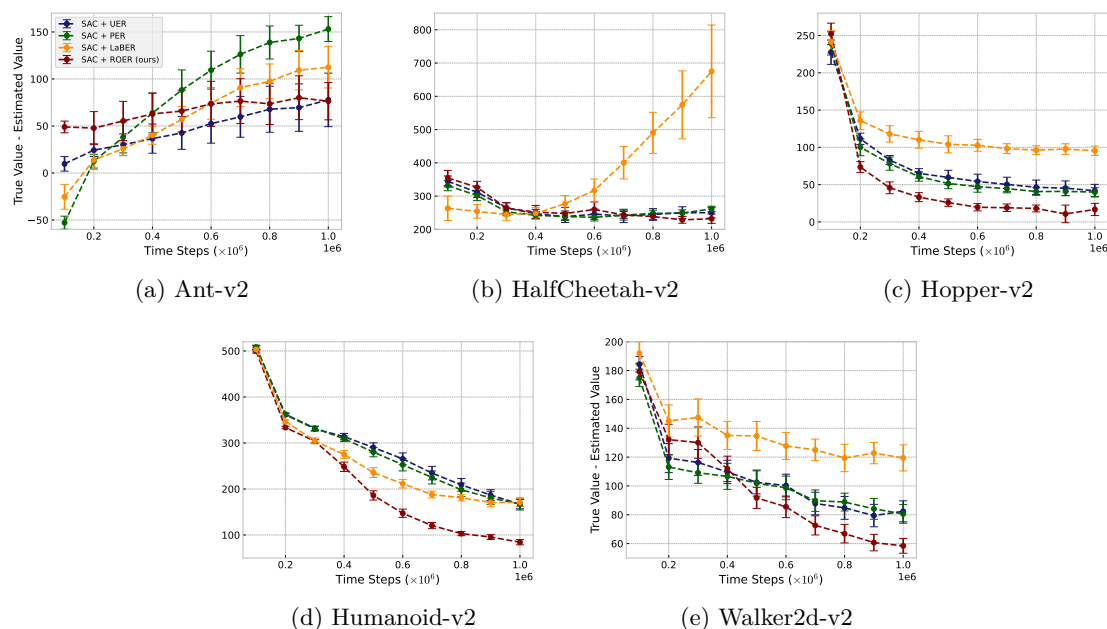 True Value - Estimated Value
SAC + UER
SAC + PER
SAC + LaBER
SAC + ROER (ours)
150
100
50
0
−50
0.2
0.4
0.6
0.8
1.0
1e6
Time Steps (×10⁶)
(a) Ant-v2
800
700
600
500
400
300
200
0.2
0.4
0.6
0.8
1.0
1e6
Time Steps (×10⁶)
(b) HalfCheetah-v2
250
200
150
100
50
0
0.2
0.4
0.6
0.8
1.0
1e6
Time Steps (×10⁶)
(c) Hopper-v2
500
400
300
200
100
0.2
0.4
0.6
0.8
1.0
1e6
Time Steps (×10⁶)
(d) Humanoid-v2
True Value - Estimated Value
200
180
160
140
120
100
80
60
0.2
0.4
0.6
0.8
1.0
1e6
Time Steps (×10⁶)
(e) Walker2d-v2